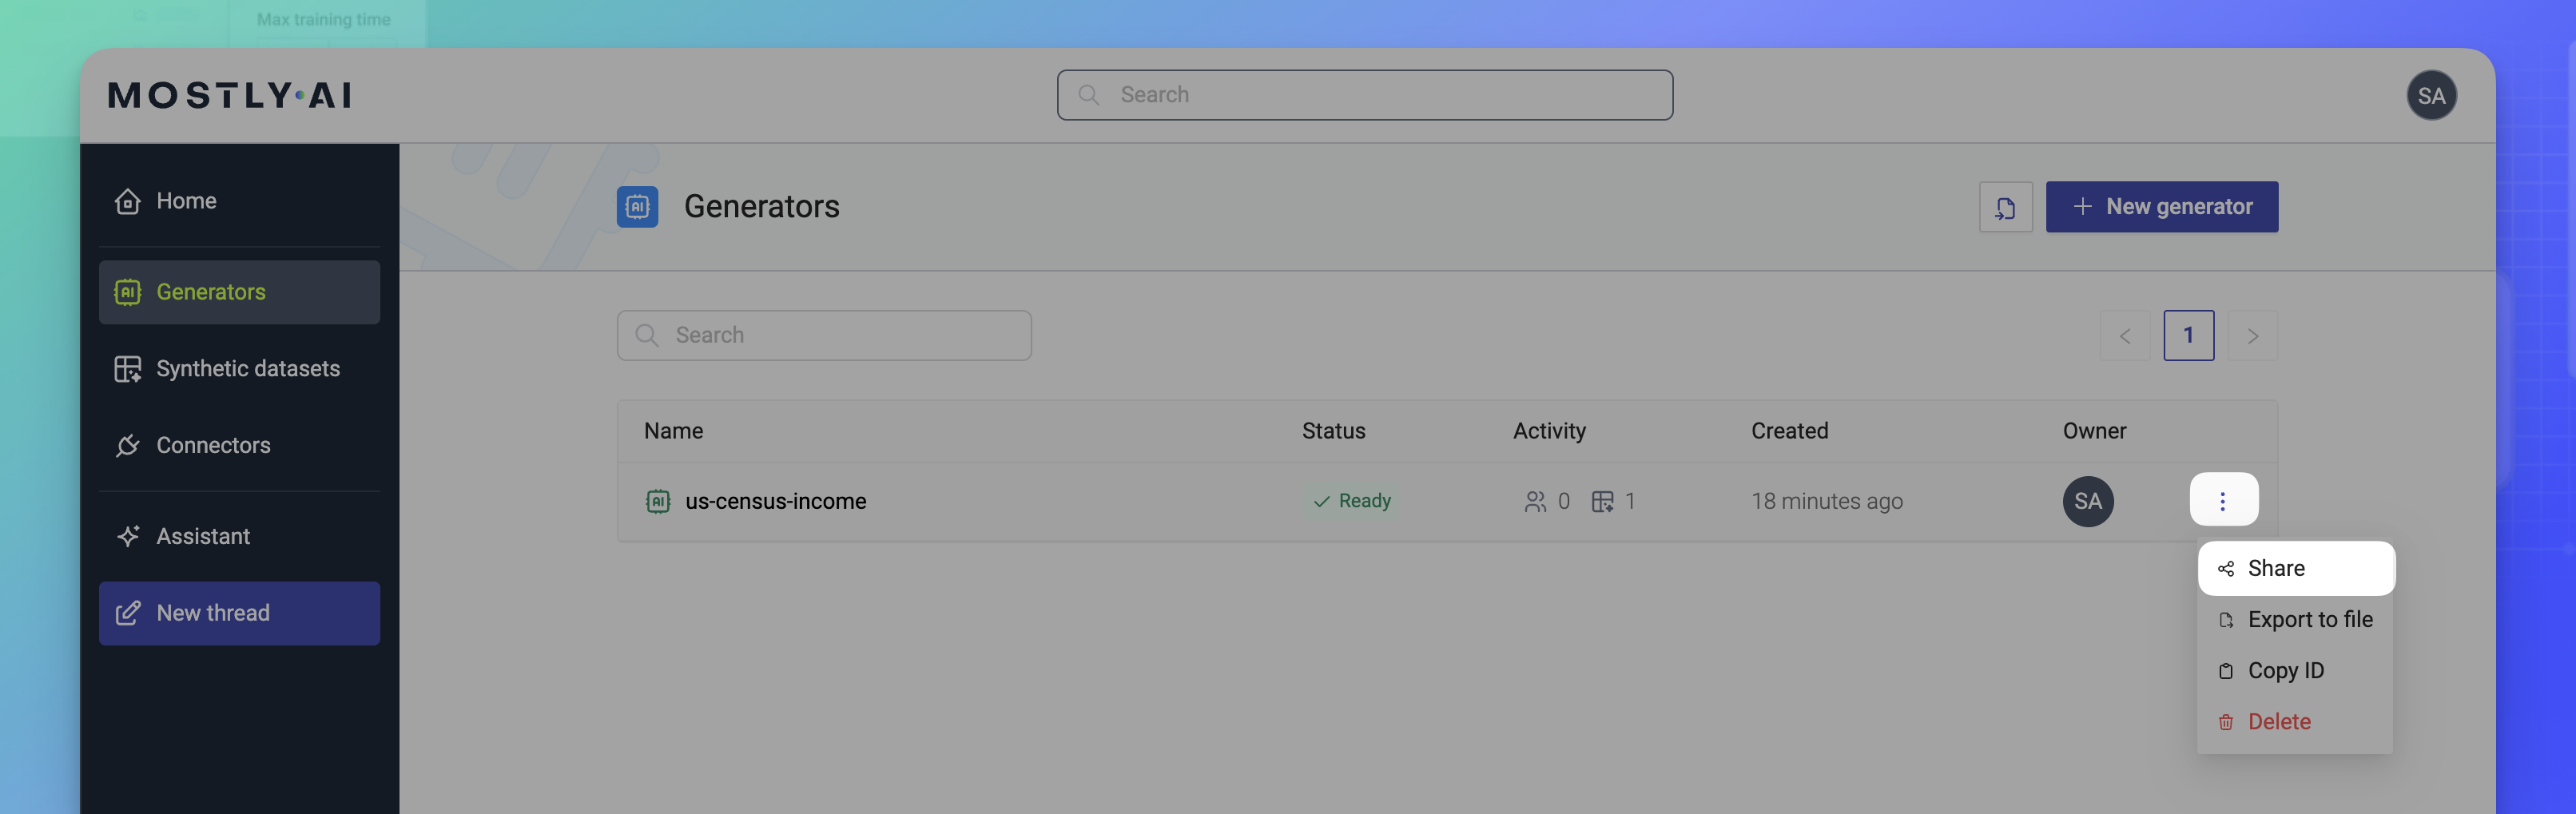 Max training time
MOSTLY AI
Search
SA
Home
Generators
Synthetic datasets
Connectors
Assistant
New thread
Generators
New generator
Search
1
Name Status Activity Created Owner
us-census-income Ready 0 1 18 minutes ago SA
Share
Export to file
Copy ID
Delete